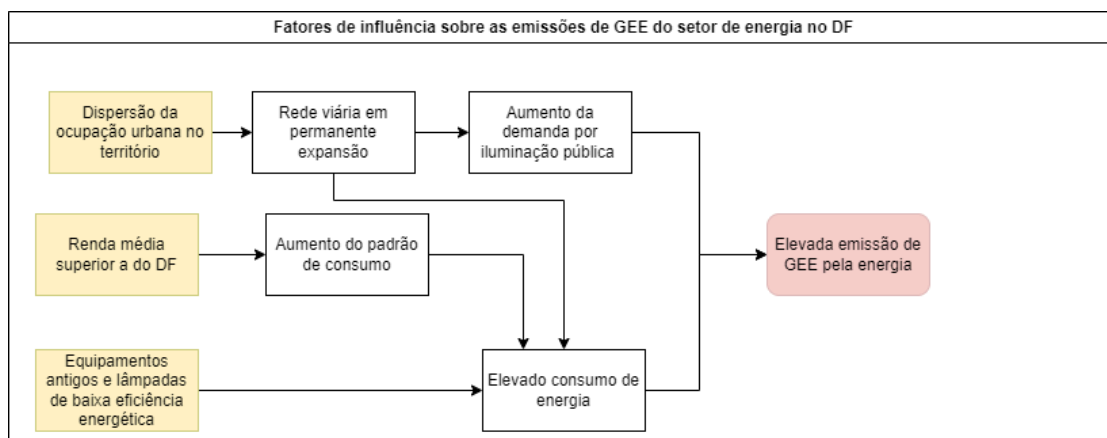 Fatores de influência sobre as emissões de GEE do setor de energia no DF
Dispersão da
ocupação urbana no
território
Rede viária em
permanente
expansão
Aumento da
demanda por
iluminação pública
Renda média
superior a do DF
Aumento do padrão
de consumo
Elevada emissão de
GEE pela energia
Equipamentos
antigos e lâmpadas
de baixa eficiência
energética
Elevado consumo de
energia